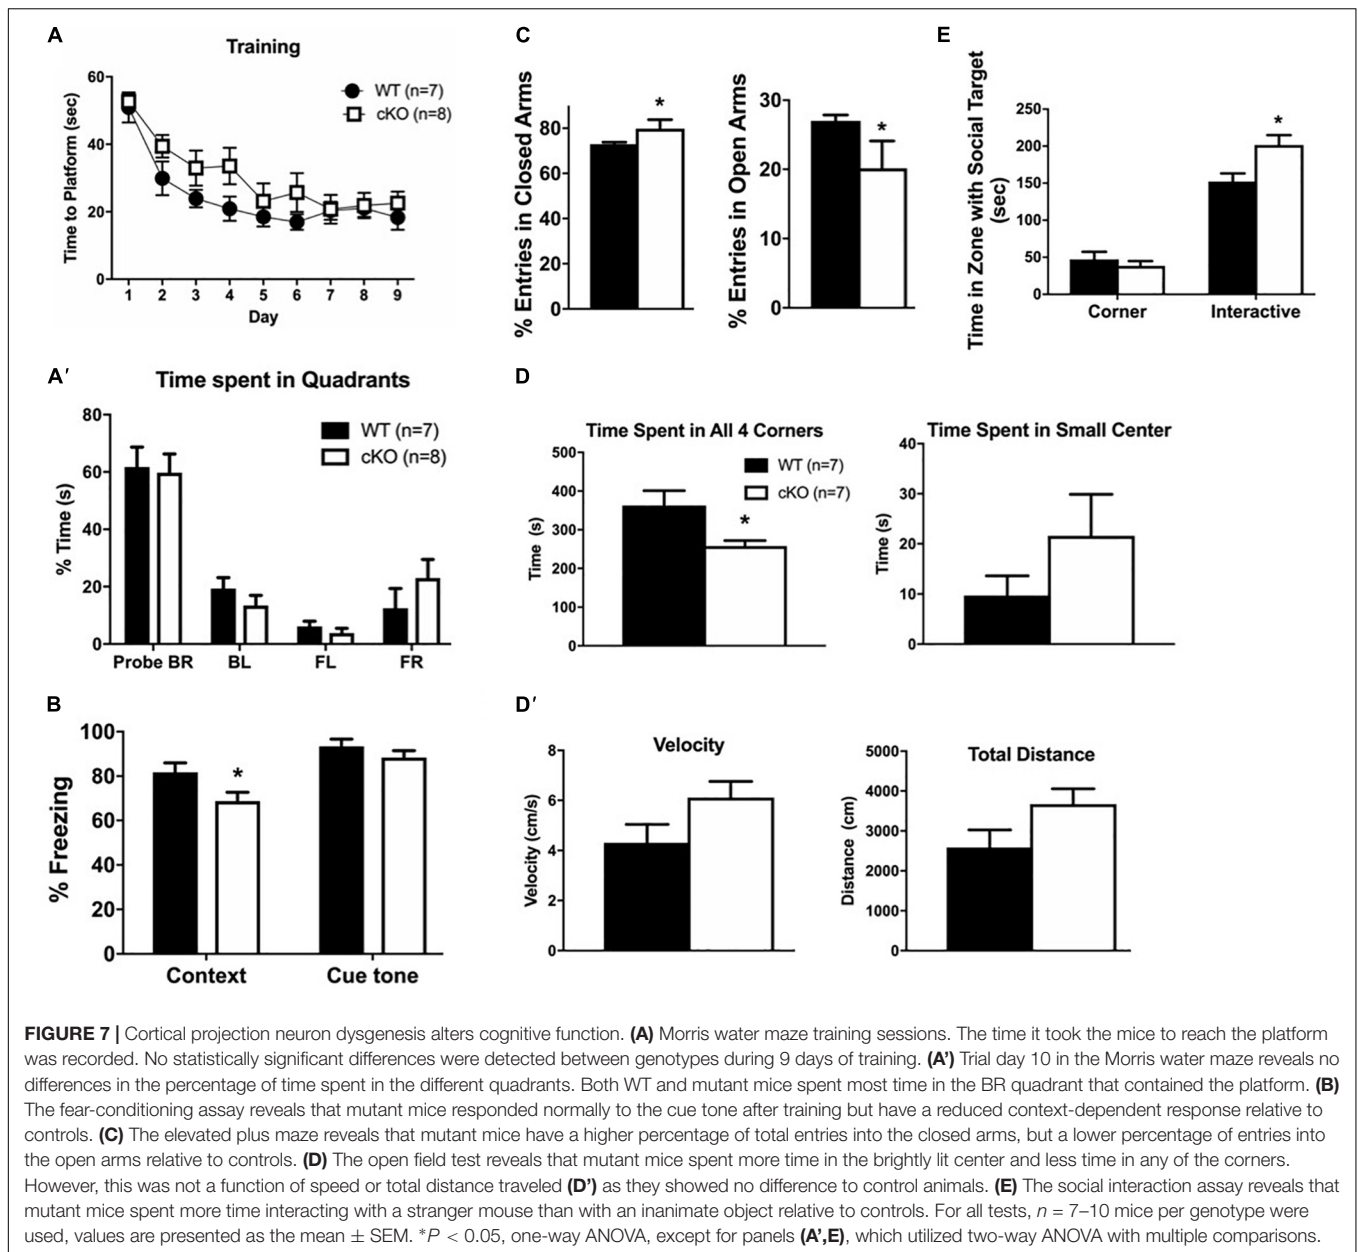 A
Training
Time to Platform (sec)
60
40
20
0
WT (n=7)
cKO (n=8)
1 2 3 4 5 6 7 8 9
Day
C
% Entries in Closed Arms
80
60
40
20
0
*
% Entries in Open Arms
30
20
10
0
*
E
Time in Zone with Social Target
(sec)
250
200
150
100
50
0
*
Corner Interactive
A′
Time spent in Quadrants
% Time (s)
80
60
40
20
0
WT (n=7)
cKO (n=8)
Probe BR BL FL FR
D
Time Spent in All 4 Corners
Time (s)
500
400
300
200
100
0
WT (n=7)
cKO (n=7)
*
Time Spent in Small Center
Time (s)
40
30
20
10
0
B
% Freezing
100
80
60
40
20
0
*
Context Cue tone
D′
Velocity
Velocity (cm/s)
8
6
4
2
0
Total Distance
Distance (cm)
5000
4000
3000
2000
1000
0
FIGURE 7 | Cortical projection neuron dysgenesis alters cognitive function. (A) Morris water maze training sessions. The time it took the mice to reach the platform
was recorded. No statistically significant differences were detected between genotypes during 9 days of training. (A’) Trial day 10 in the Morris water maze reveals no
differences in the percentage of time spent in the different quadrants. Both WT and mutant mice spent most time in the BR quadrant that contained the platform. (B)
The fear-conditioning assay reveals that mutant mice responded normally to the cue tone after training but have a reduced context-dependent response relative to
controls. (C) The elevated plus maze reveals that mutant mice have a higher percentage of total entries into the closed arms, but a lower percentage of entries into
the open arms relative to controls. (D) The open field test reveals that mutant mice spent more time in the brightly lit center and less time in any of the corners.
However, this was not a function of speed or total distance traveled (D’) as they showed no difference to control animals. (E) The social interaction assay reveals that
mutant mice spent more time interacting with a stranger mouse than with an inanimate object relative to controls. For all tests, n = 7–10 mice per genotype were
used, values are presented as the mean ± SEM. *P < 0.05, one-way ANOVA, except for panels (A’,E), which utilized two-way ANOVA with multiple comparisons.